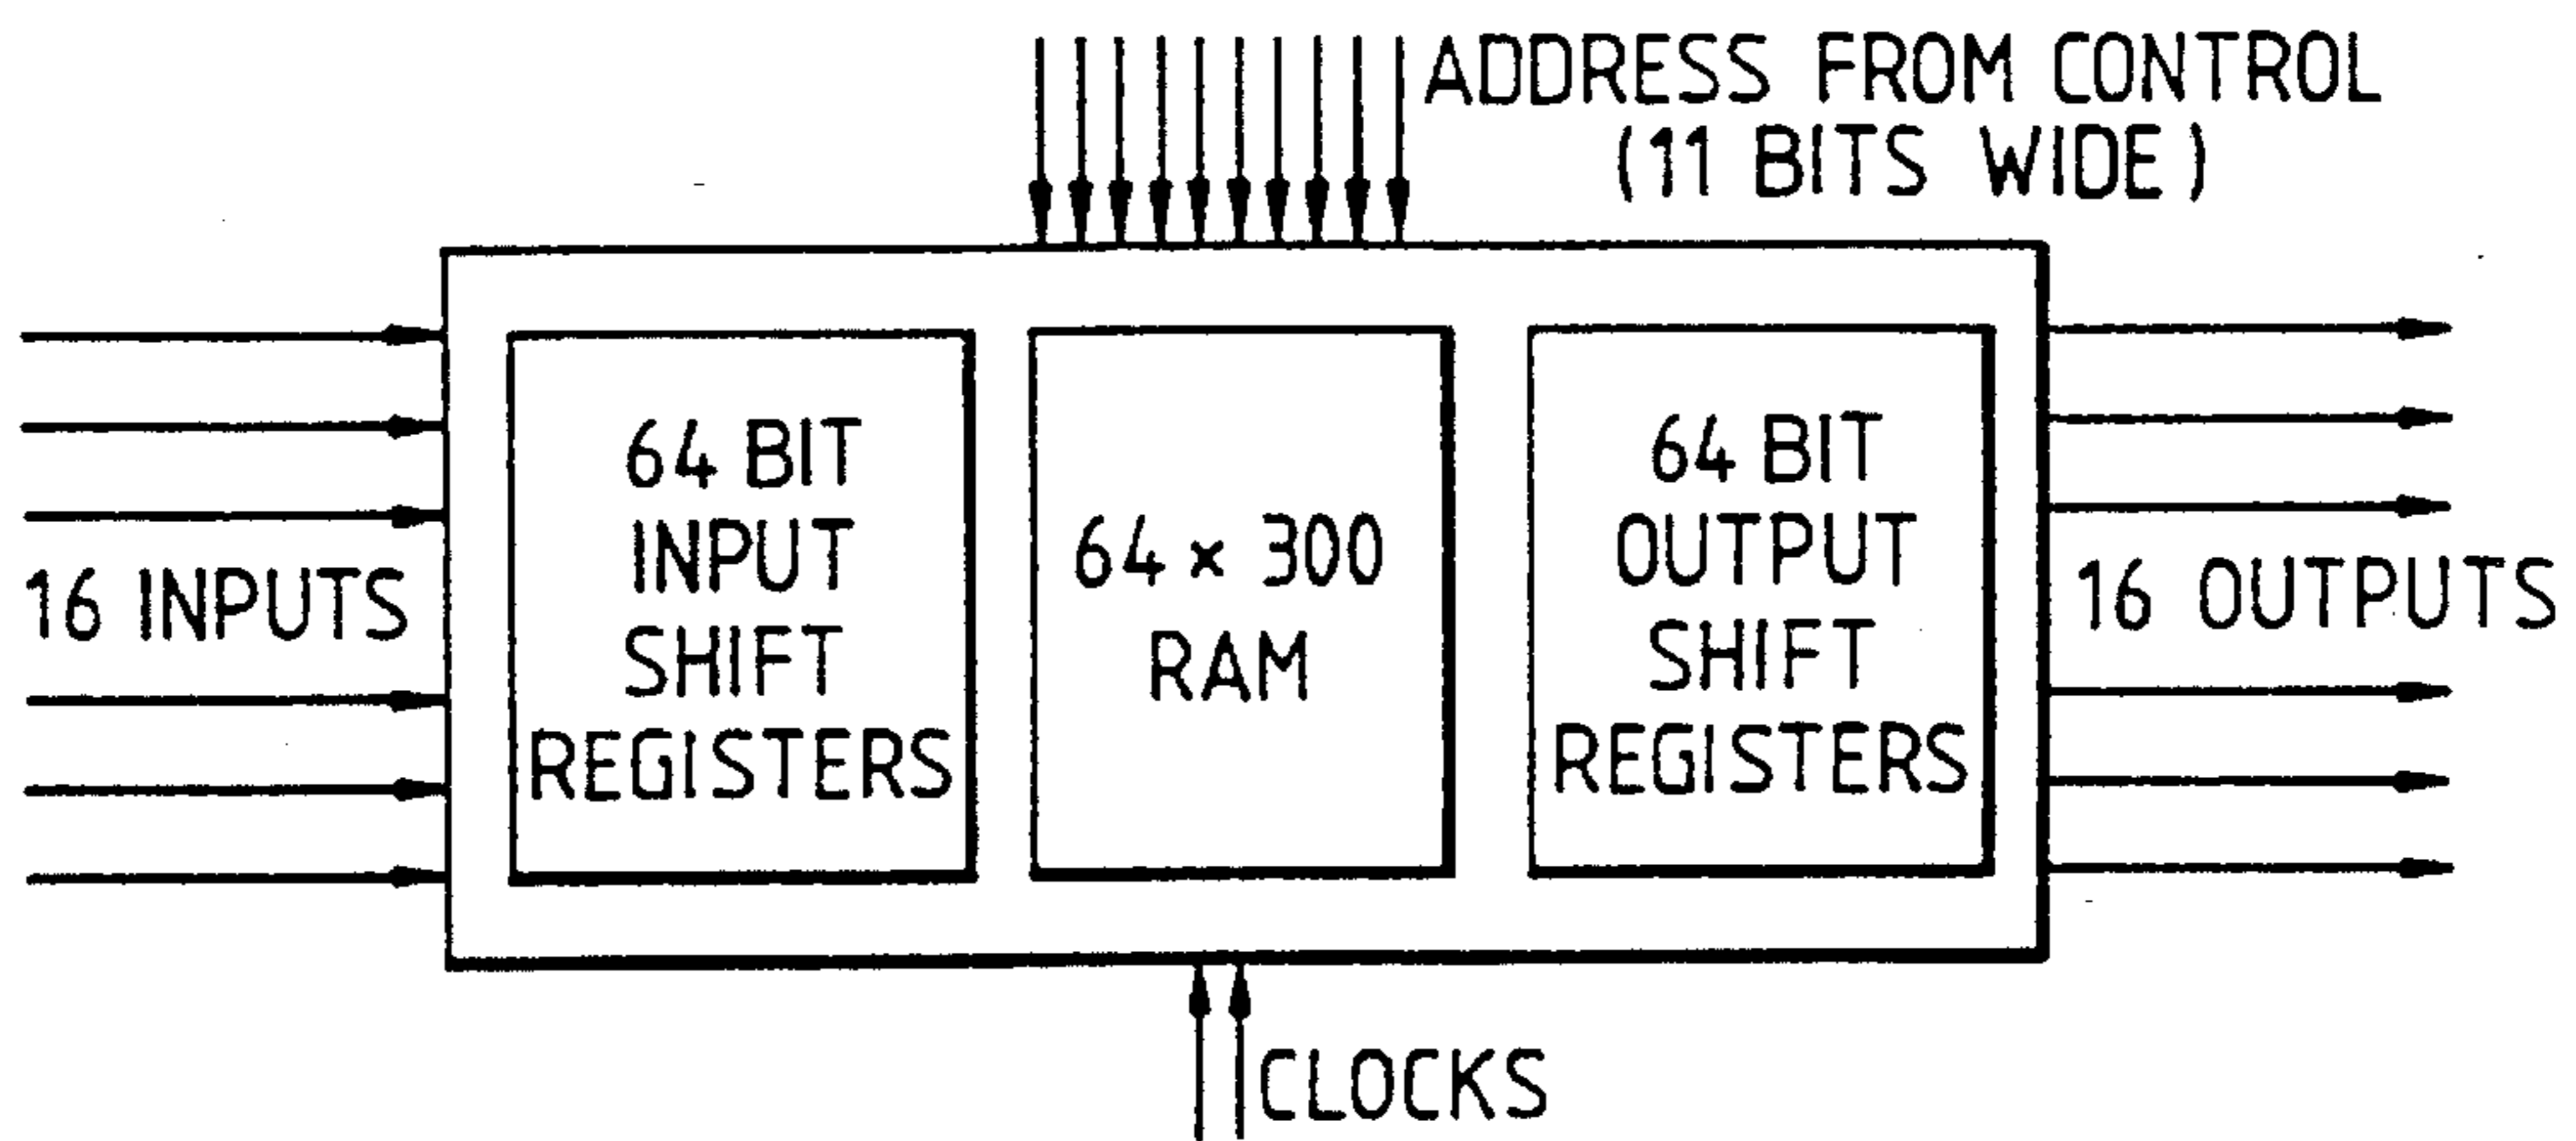 ADDRESS FROM CONTROL
(11 BITS WIDE)
16 INPUTS
64 BIT
INPUT
SHIFT
REGISTERS
64 × 300
RAM
64 BIT
OUTPUT
SHIFT
REGISTERS
16 OUTPUTS
CLOCKS